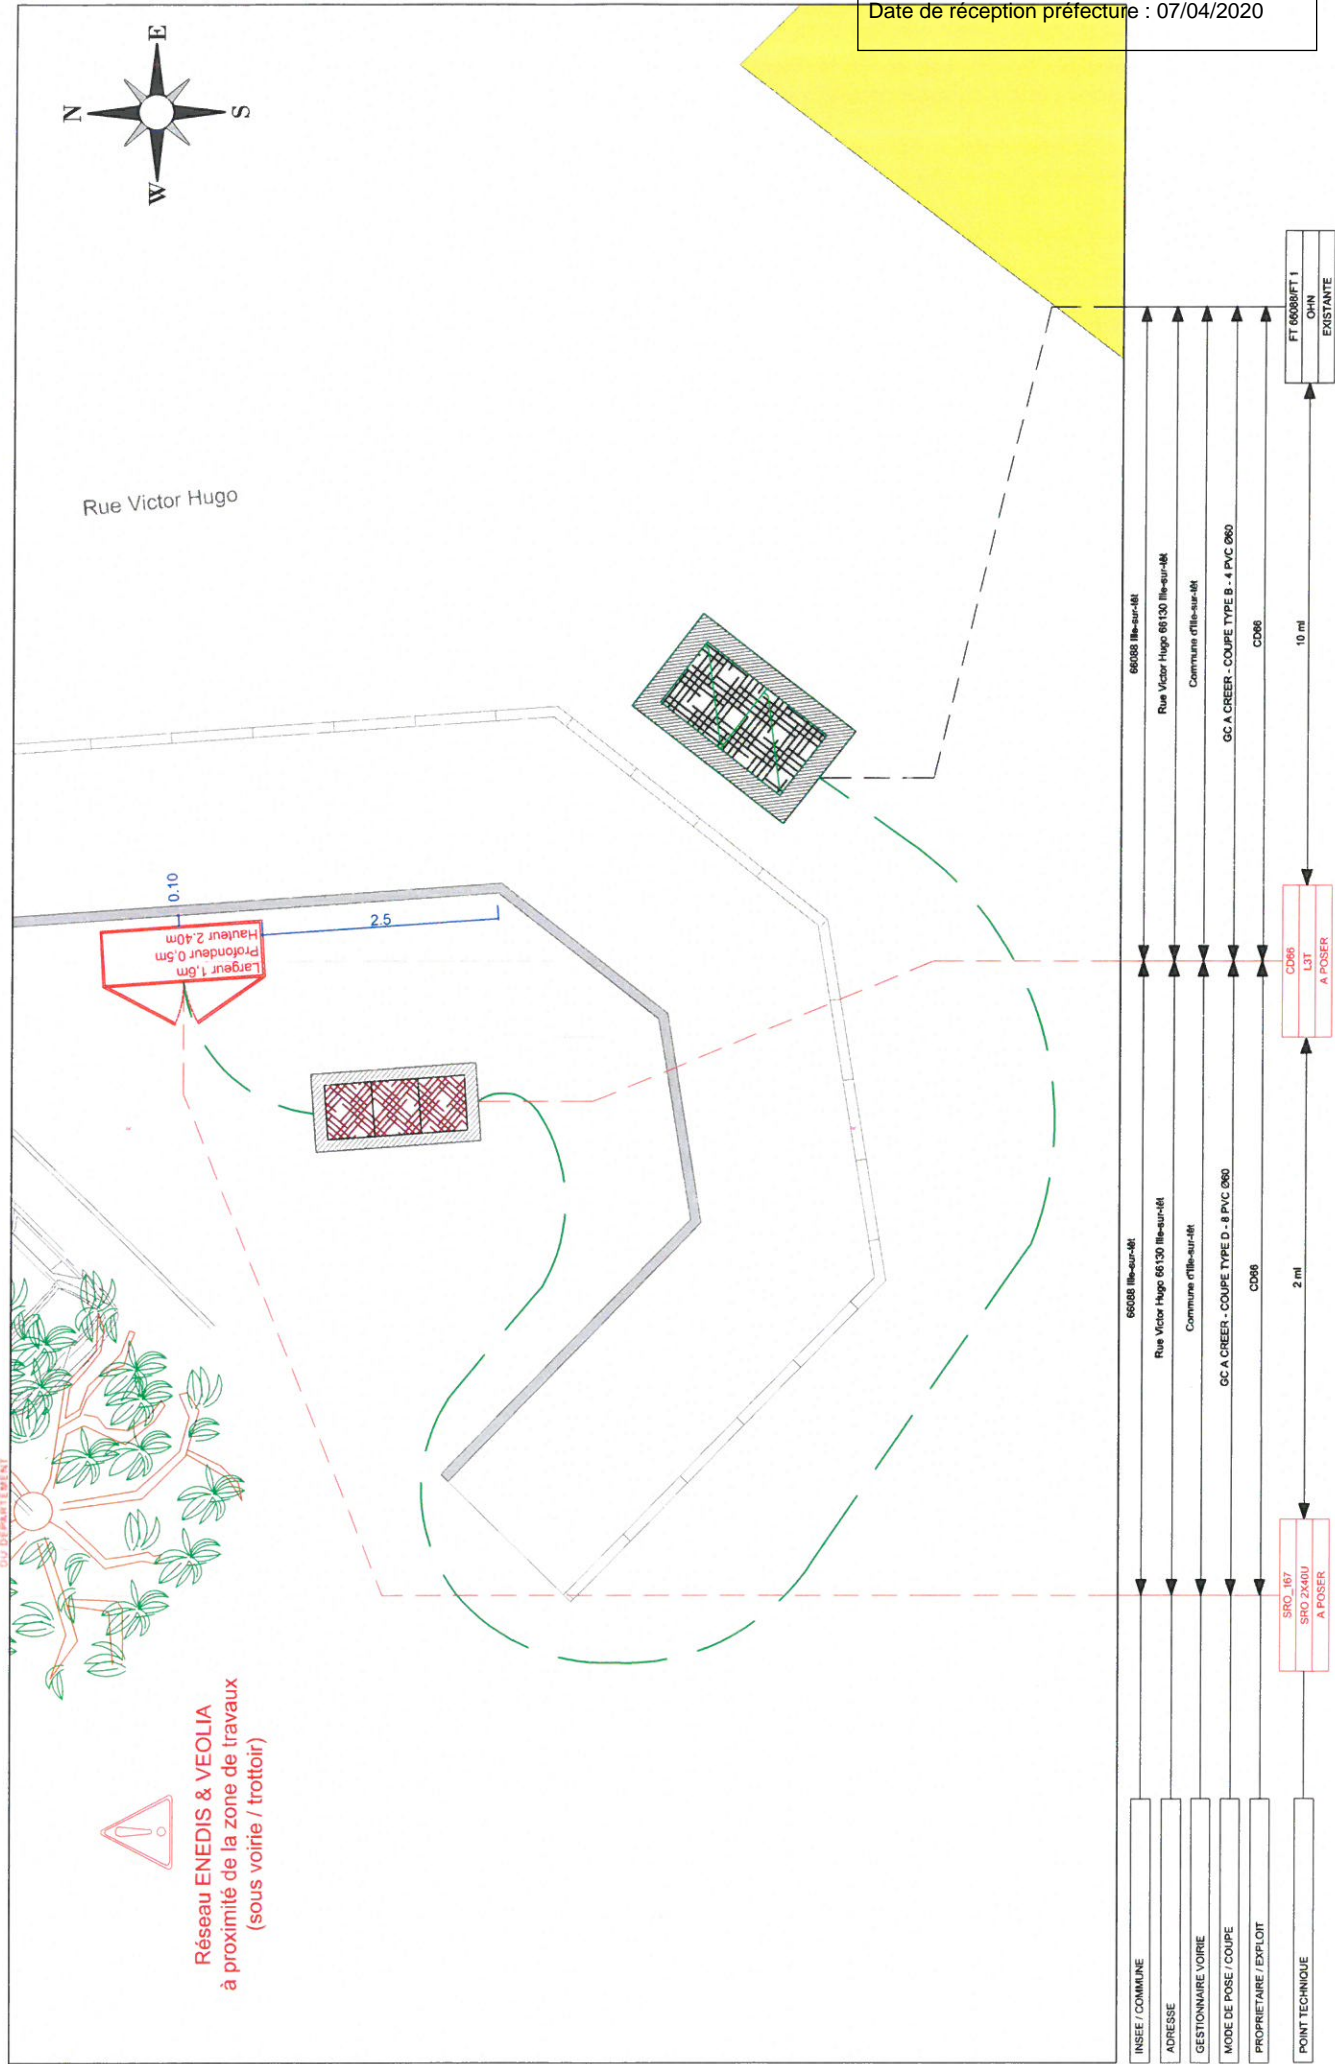 Date de réception préfecture : 07/04/2020
N
E
S
W
Rue Victor Hugo
0.10
2.5
Largeur 1,6m
Profondeur 0,5m
Hauteur 2.40m
DU DEPARTEMENT
Réseau ENEDIS & VEOLIA
à proximité de la zone de travaux
(sous voirie / trottoir)
INSEE / COMMUNE
66088 Ille-sur-têt
66088 Ille-sur-têt
ADRESSE
Rue Victor Hugo 66130 Ille-sur-têt
Rue Victor Hugo 66130 Ille-sur-têt
GESTIONNAIRE VOIRIE
Commune d'Ille-sur-têt
Commune d'Ille-sur-têt
MODE DE POSE / COUPE
GC A CREER - COUPE TYPE D - 8 PVC Ø60
GC A CREER - COUPE TYPE B - 4 PVC Ø60
PROPRIETAIRE / EXPLOIT
CD66
CD66
POINT TECHNIQUE
SRO_167
SRO 2X40U
A POSER
2 ml
CD66
L3T
A POSER
10 ml
FT 66088/FT 1
OHN
EXISTANTE